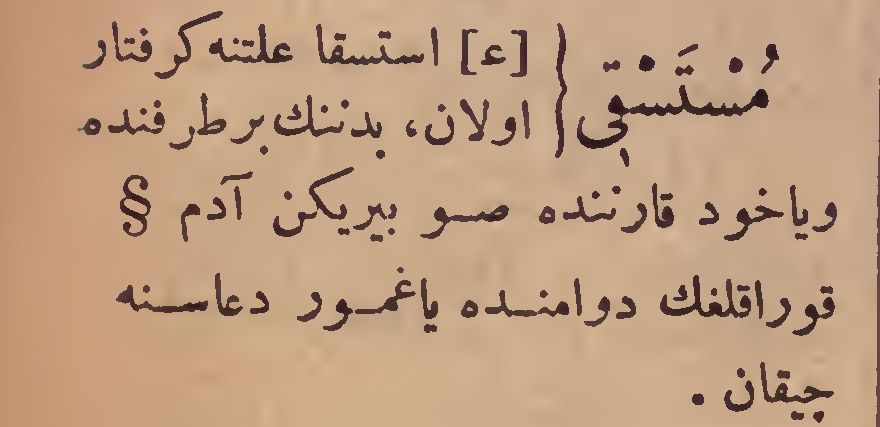 مُسْتَسْقِى } [ع] استسقا علتنه كرفتار
اولان، بدننك برطرفنده
وياخود قارننده صو بيريكن آدم §
قوراقلغك دوامنده ياغمور دعاسنه
چيقان .